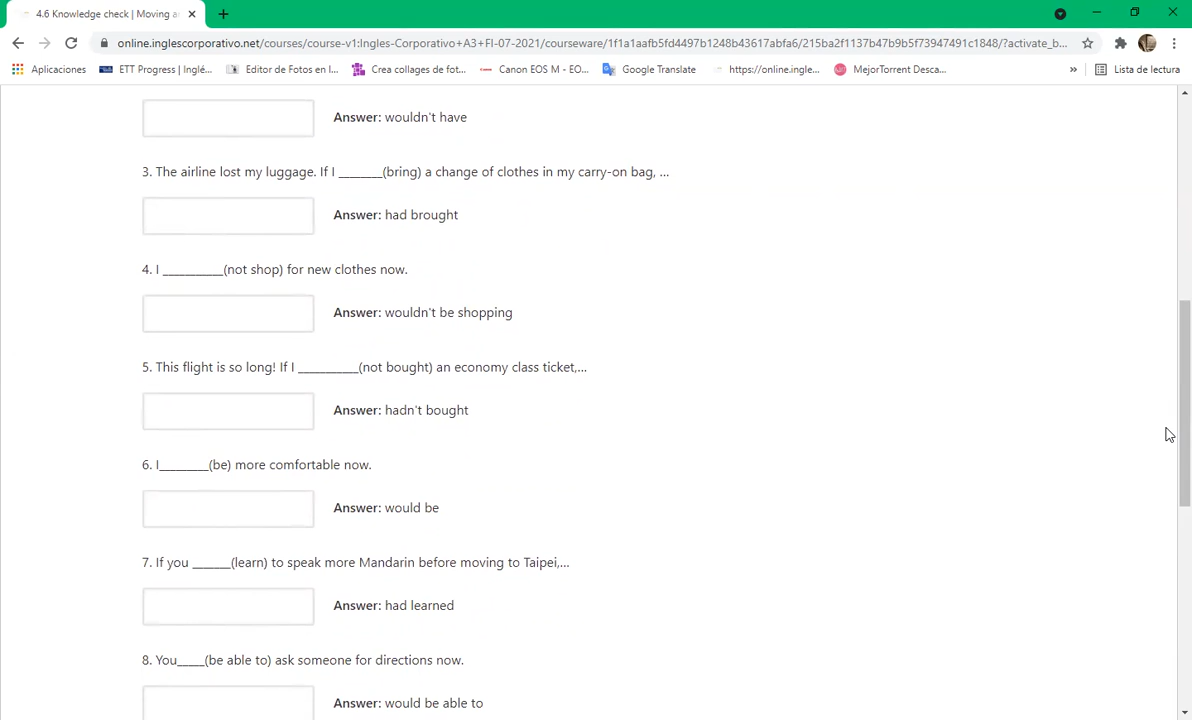 4.6 Knowledge check | Moving a
online.inglescorporativo.net/courses/course-v1:Ingles-Corporativo+A3+FI-07-2021/courseware/1f1a1aafb5fd4497b1248b43617abfa6/215ba2f1137b47b9b5f73947491c1848/?activate_b...
Aplicaciones ETT Progress | Inglé... Editor de Fotos en l... Crea collages de fot... Canon EOS M - EO... Google Translate https://online.ingle... MejorTorrent Desca... » Lista de lectura
Answer: wouldn't have
3. The airline lost my luggage. If I _______(bring) a change of clothes in my carry-on bag, ...
Answer: had brought
4. I __________(not shop) for new clothes now.
Answer: wouldn't be shopping
5. This flight is so long! If I __________(not bought) an economy class ticket,...
Answer: hadn't bought
6. I________(be) more comfortable now.
Answer: would be
7. If you ______(learn) to speak more Mandarin before moving to Taipei,...
Answer: had learned
8. You____(be able to) ask someone for directions now.
Answer: would be able to